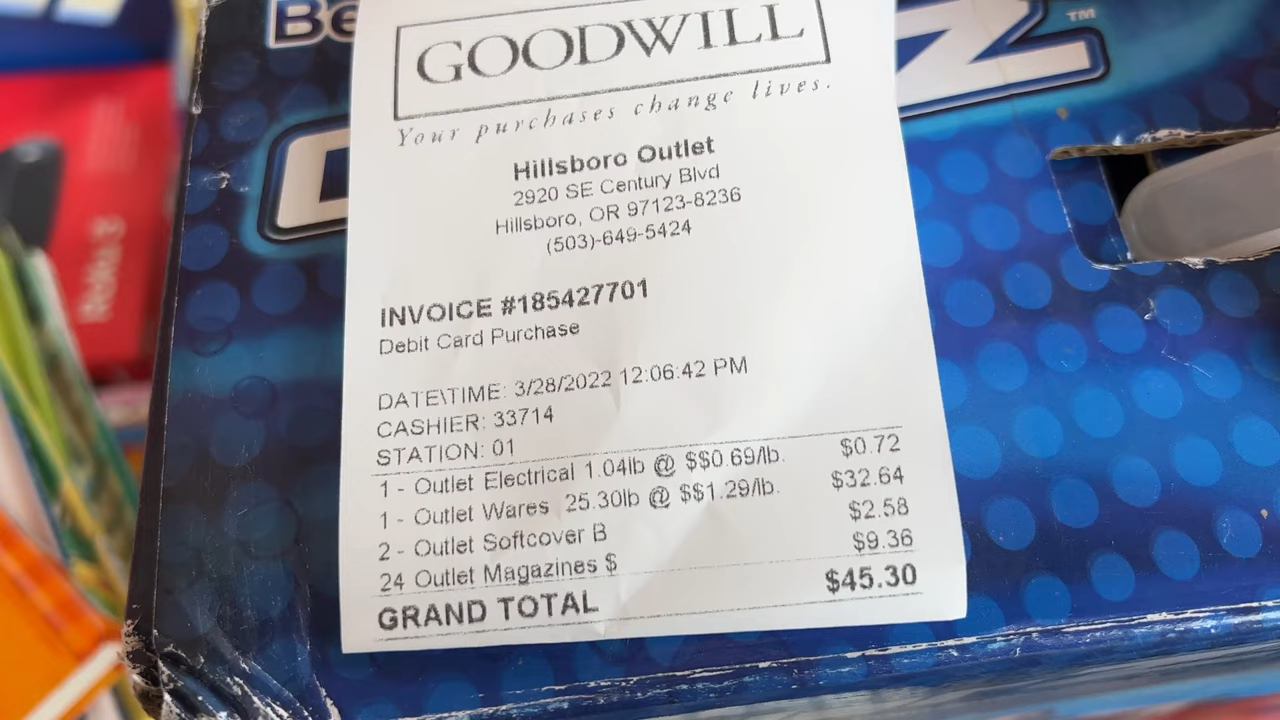 Be
™
GOODWILL
Your purchases change lives.
Hillsboro Outlet
2920 SE Century Blvd
Hillsboro, OR 97123-8236
(503)-649-5424
INVOICE #185427701
Debit Card Purchase
DATE\TIME: 3/28/2022 12:06:42 PM
CASHIER: 33714
STATION: 01
1 - Outlet Electrical 1.04lb @ $$0.69/lb. $0.72
1 - Outlet Wares 25.30lb @ $$1.29/lb. $32.64
2 - Outlet Softcover B $2.58
24 Outlet Magazines $ $9.36
GRAND TOTAL $45.30